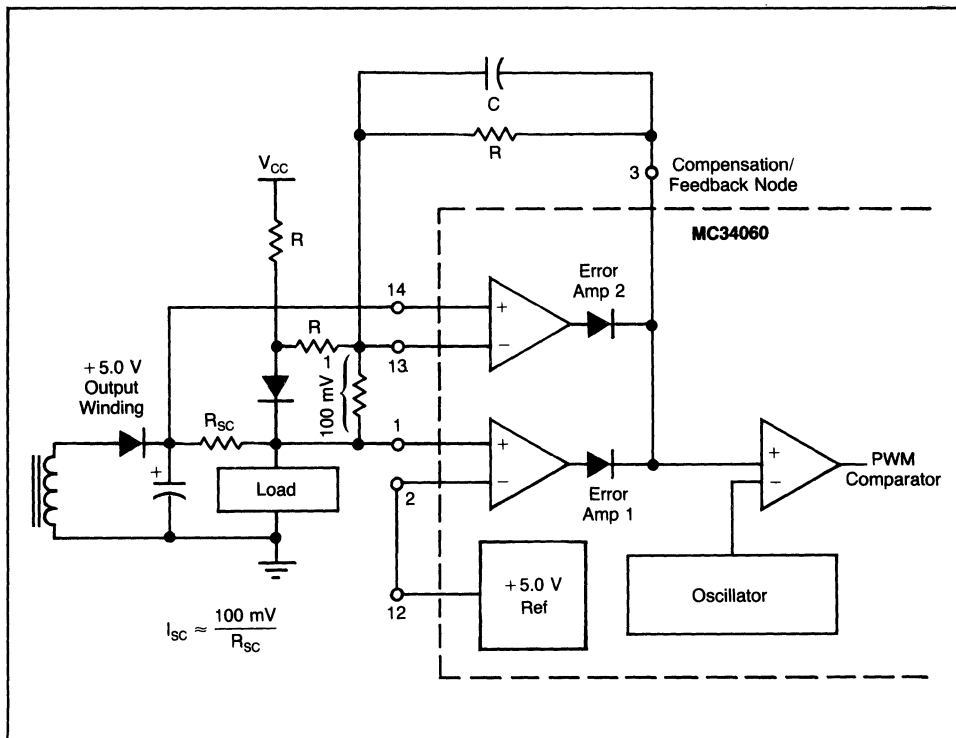 C
R
3
Compensation/
Feedback Node
VCC
R
MC34060
14
+
−
Error
Amp 2
R
13
1
100 mV
+5.0 V
Output
Winding
RSC
+
1
+
−
2
Error
Amp 1
+
−
PWM
Comparator
Load
12
+5.0 V
Ref
Oscillator
ISC ≈ 100 mV
RSC